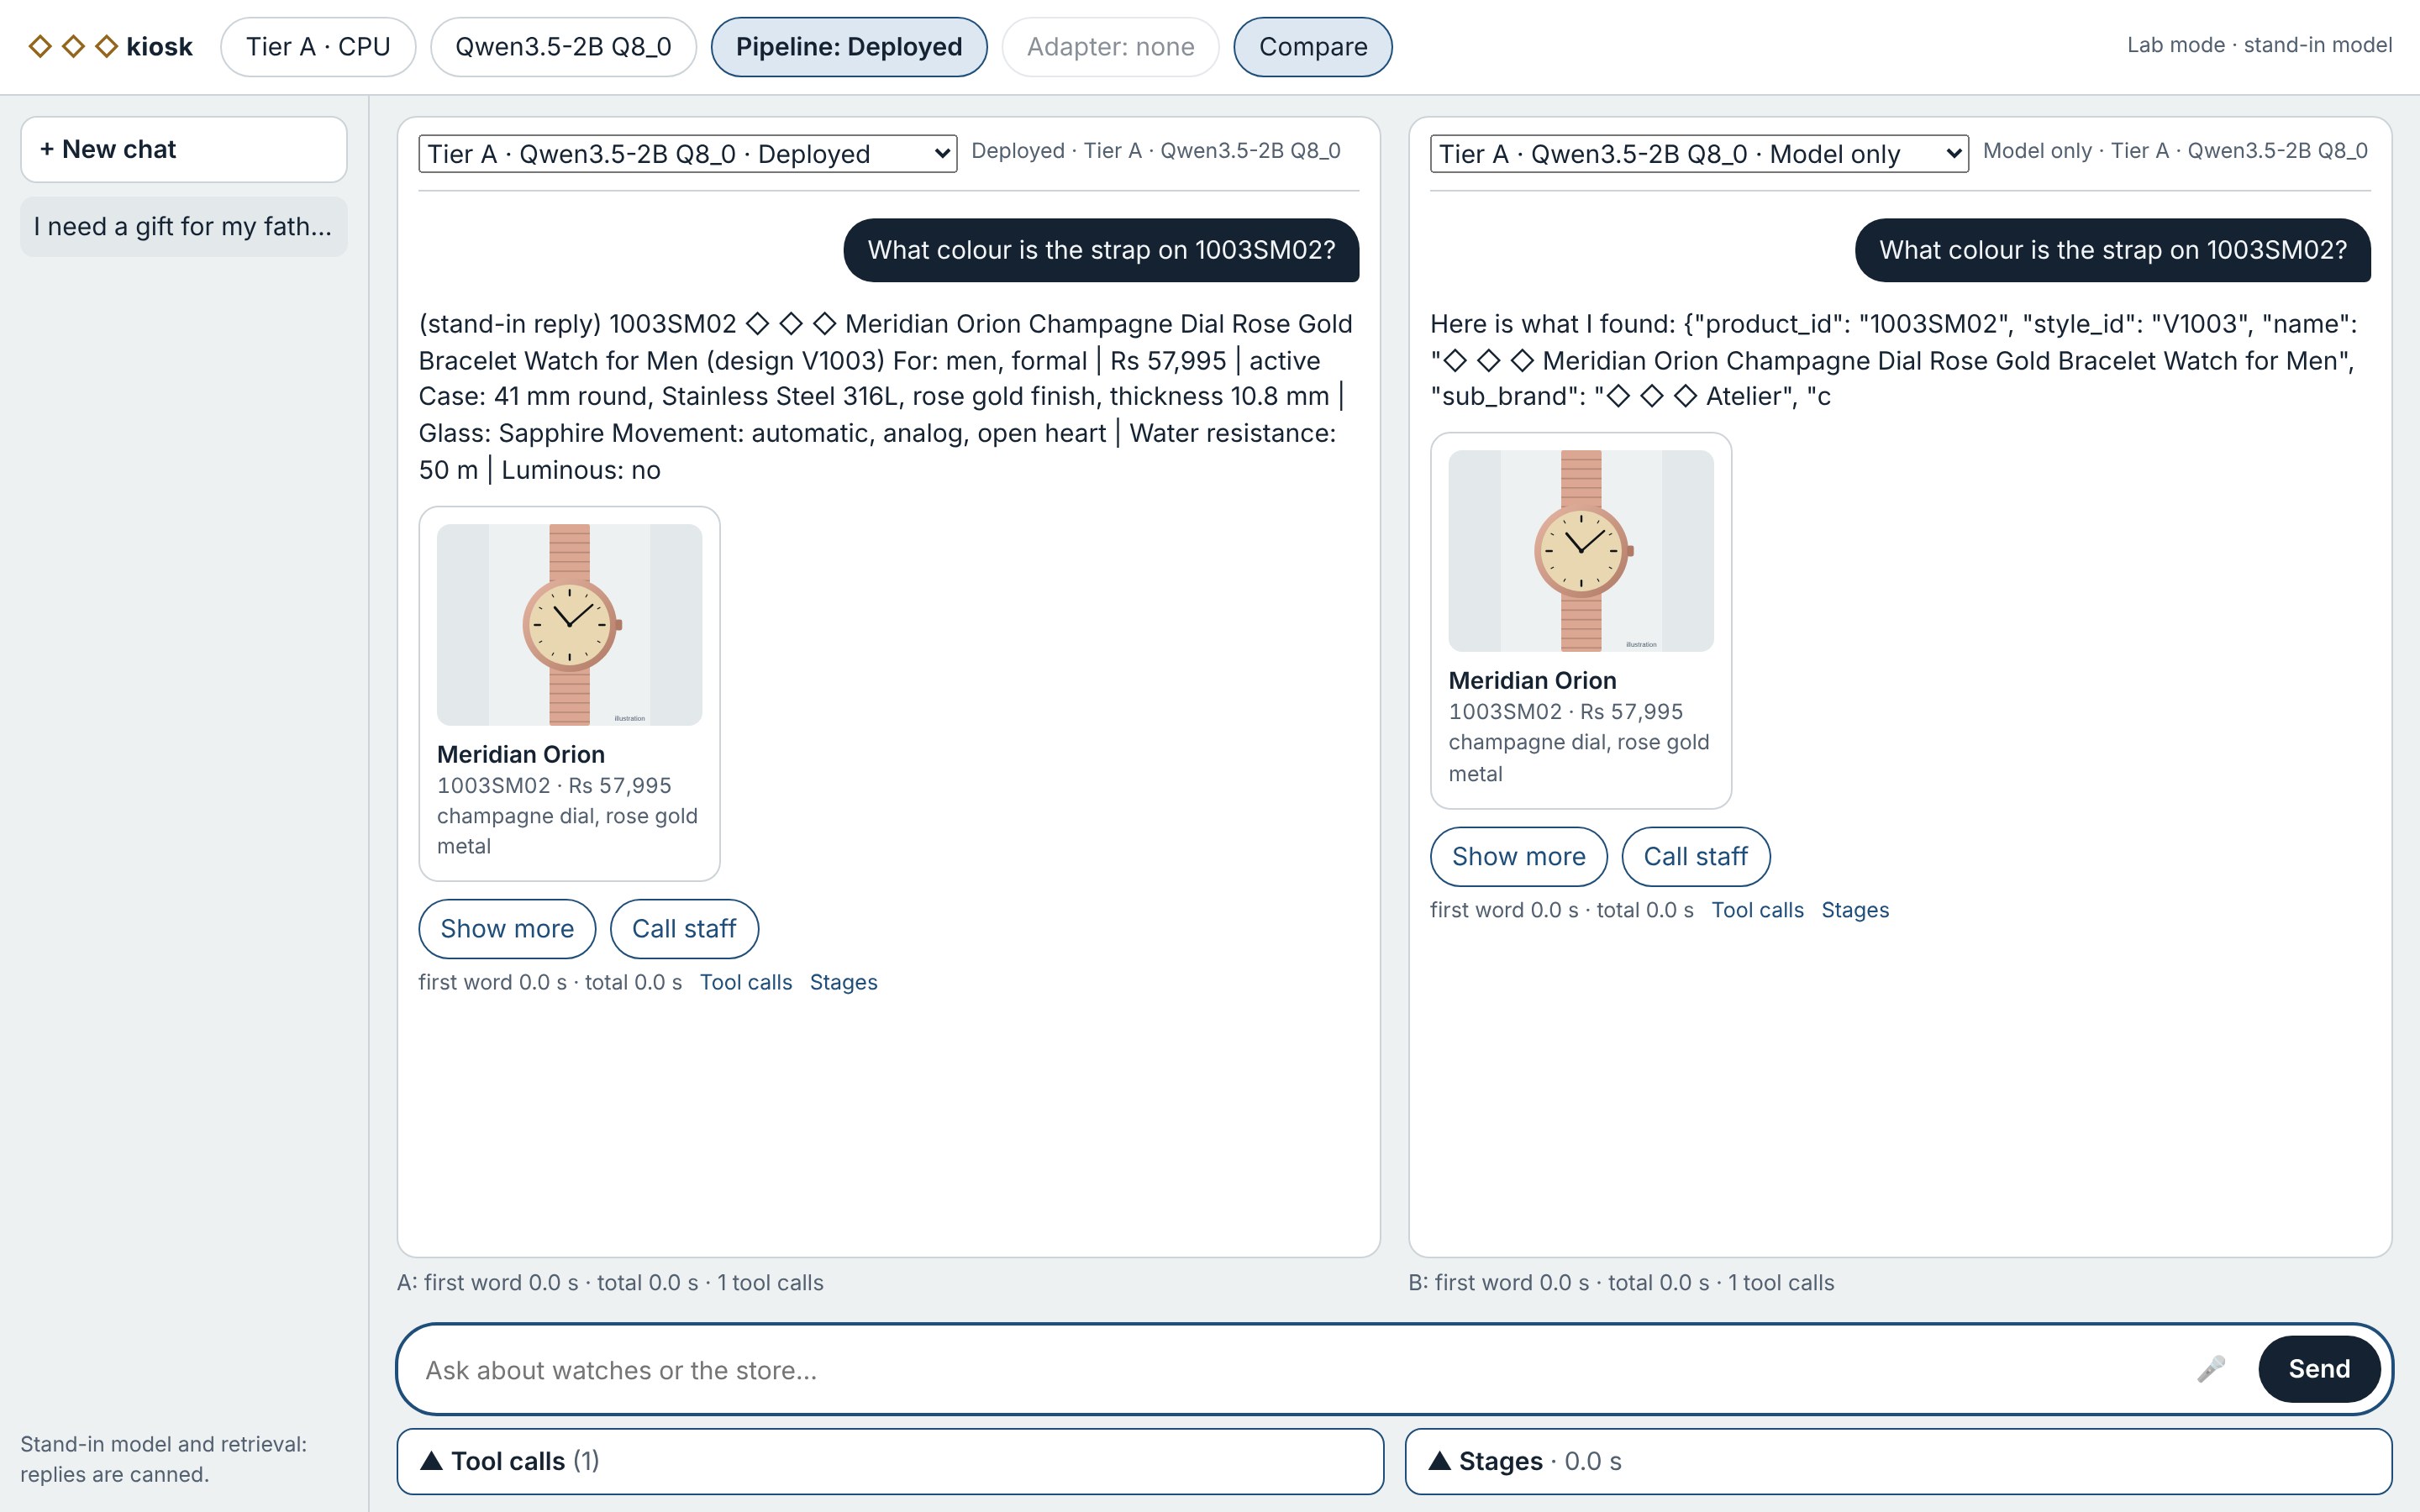 ◇ ◇ ◇ kiosk
Tier A · CPU
Qwen3.5-2B Q8_0
Pipeline: Deployed
Adapter: none
Compare
Lab mode · stand-in model
+ New chat
I need a gift for my fath...
Stand-in model and retrieval:
replies are canned.
Tier A · Qwen3.5-2B Q8_0 · Deployed
Deployed · Tier A · Qwen3.5-2B Q8_0
What colour is the strap on 1003SM02?
(stand-in reply) 1003SM02 ◇ ◇ ◇ Meridian Orion Champagne Dial Rose Gold
Bracelet Watch for Men (design V1003) For: men, formal | Rs 57,995 | active
Case: 41 mm round, Stainless Steel 316L, rose gold finish, thickness 10.8 mm |
Glass: Sapphire Movement: automatic, analog, open heart | Water resistance:
50 m | Luminous: no
illustration
Meridian Orion
1003SM02 · Rs 57,995
champagne dial, rose gold
metal
Show more
Call staff
first word 0.0 s · total 0.0 s Tool calls Stages
A: first word 0.0 s · total 0.0 s · 1 tool calls
Tier A · Qwen3.5-2B Q8_0 · Model only
Model only · Tier A · Qwen3.5-2B Q8_0
What colour is the strap on 1003SM02?
Here is what I found: {"product_id": "1003SM02", "style_id": "V1003", "name":
"◇ ◇ ◇ Meridian Orion Champagne Dial Rose Gold Bracelet Watch for Men",
"sub_brand": "◇ ◇ ◇ Atelier", "c
illustration
Meridian Orion
1003SM02 · Rs 57,995
champagne dial, rose gold
metal
Show more
Call staff
first word 0.0 s · total 0.0 s Tool calls Stages
B: first word 0.0 s · total 0.0 s · 1 tool calls
Ask about watches or the store...
Send
▲ Tool calls (1)
▲ Stages · 0.0 s